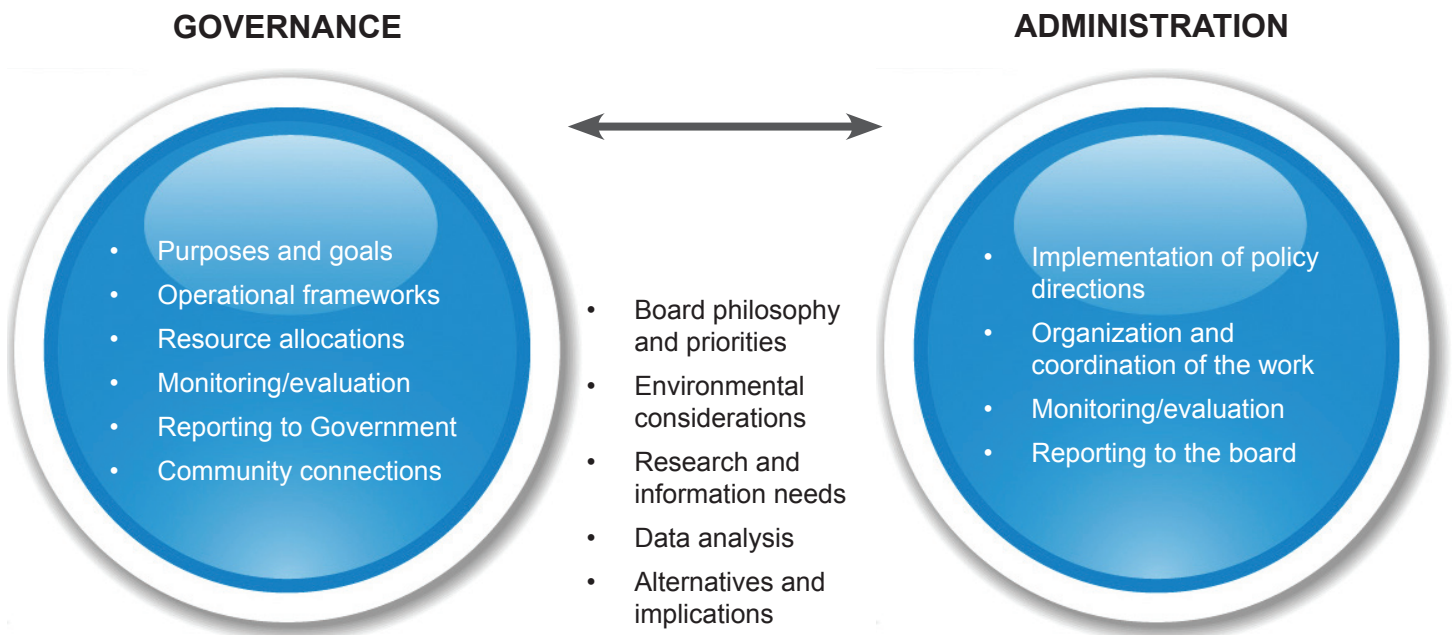 GOVERNANCE
• Purposes and goals
• Operational frameworks
• Resource allocations
• Monitoring/evaluation
• Reporting to Government
• Community connections
• Board philosophy
and priorities
• Environmental
considerations
• Research and
information needs
• Data analysis
• Alternatives and
implications
ADMINISTRATION
• Implementation of policy
directions
• Organization and
coordination of the work
• Monitoring/evaluation
• Reporting to the board